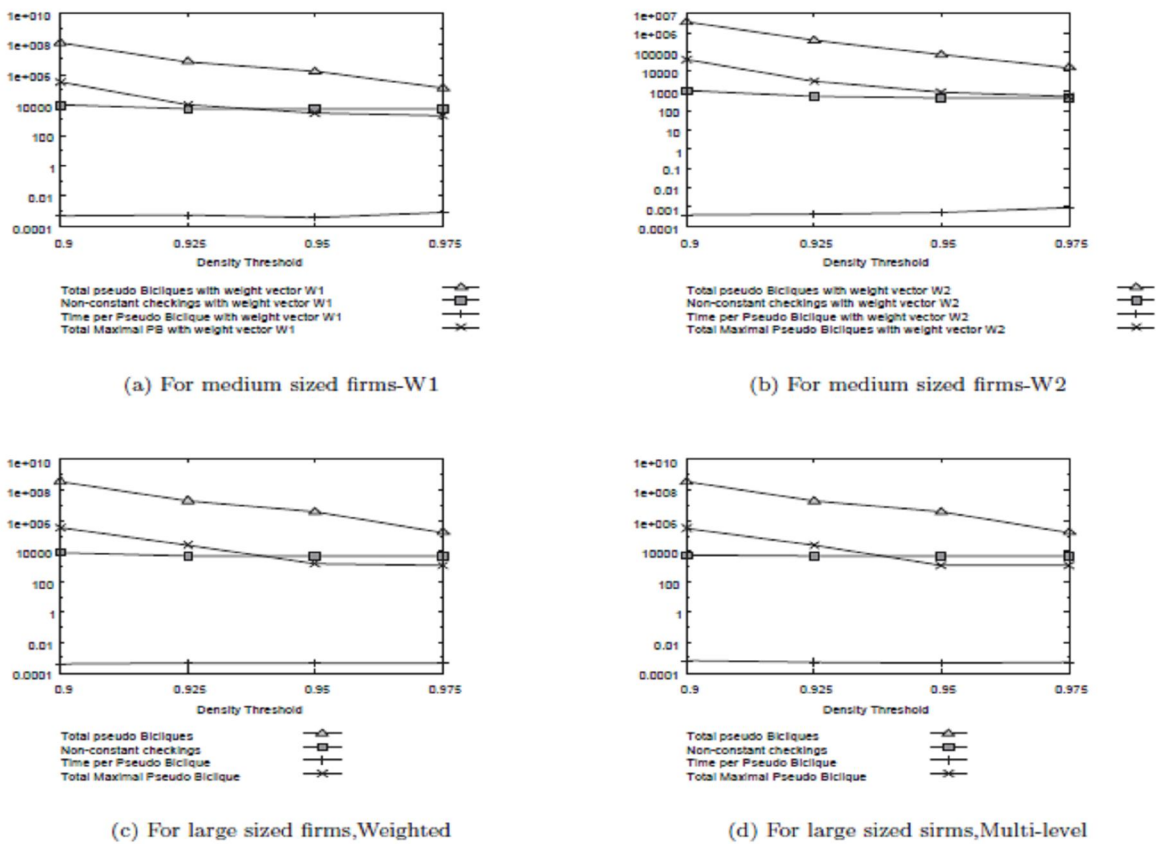 1e+010
1e+008
1e+006
10000
100
1
0.01
0.0001
0.9 0.925 0.95 0.975
Density Threshold
Total pseudo Bicliques with weight vector W1
Non-constant checkings with weight vector W1
Time per Pseudo Biclique with weight vector W1
Total Maximal PB with weight vector W1
(a) For medium sized firms-W1
1e+007
1e+006
100000
10000
1000
100
10
1
0.1
0.01
0.001
0.0001
0.9 0.925 0.95 0.975
Density Threshold
Total pseudo Bicliques with weight vector W2
Non-constant checkings with weight vector W2
Time per Pseudo Biclique with weight vector W2
Total Maximal Pseudo Bicliques with weight vector W2
(b) For medium sized firms-W2
1e+010
1e+008
1e+006
10000
100
1
0.01
0.0001
0.9 0.925 0.95 0.975
Density Threshold
Total pseudo Bicliques
Non-constant checkings
Time per Pseudo Biclique
Total Maximal Pseudo Biclique
(c) For large sized firms,Weighted
1e+010
1e+008
1e+006
10000
100
1
0.01
0.0001
0.9 0.925 0.95 0.975
Density Threshold
Total pseudo Bicliques
Non-constant checkings
Time per Pseudo Biclique
Total Maximal Pseudo Biclique
(d) For large sized sirms,Multi-level